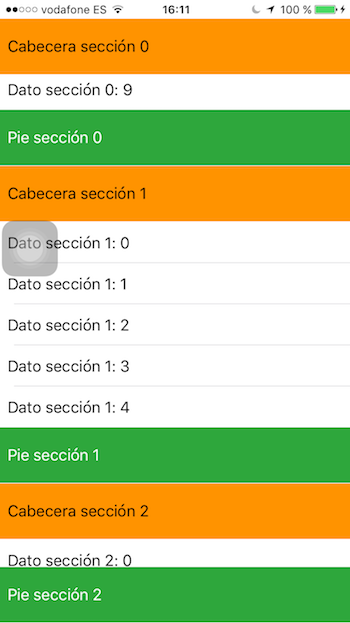 vodafone ES 16:11 100 %
Cabecera sección 0
Dato sección 0: 9
Pie sección 0
Cabecera sección 1
Dato sección 1: 0
Dato sección 1: 1
Dato sección 1: 2
Dato sección 1: 3
Dato sección 1: 4
Pie sección 1
Cabecera sección 2
Dato sección 2: 0
Pie sección 2